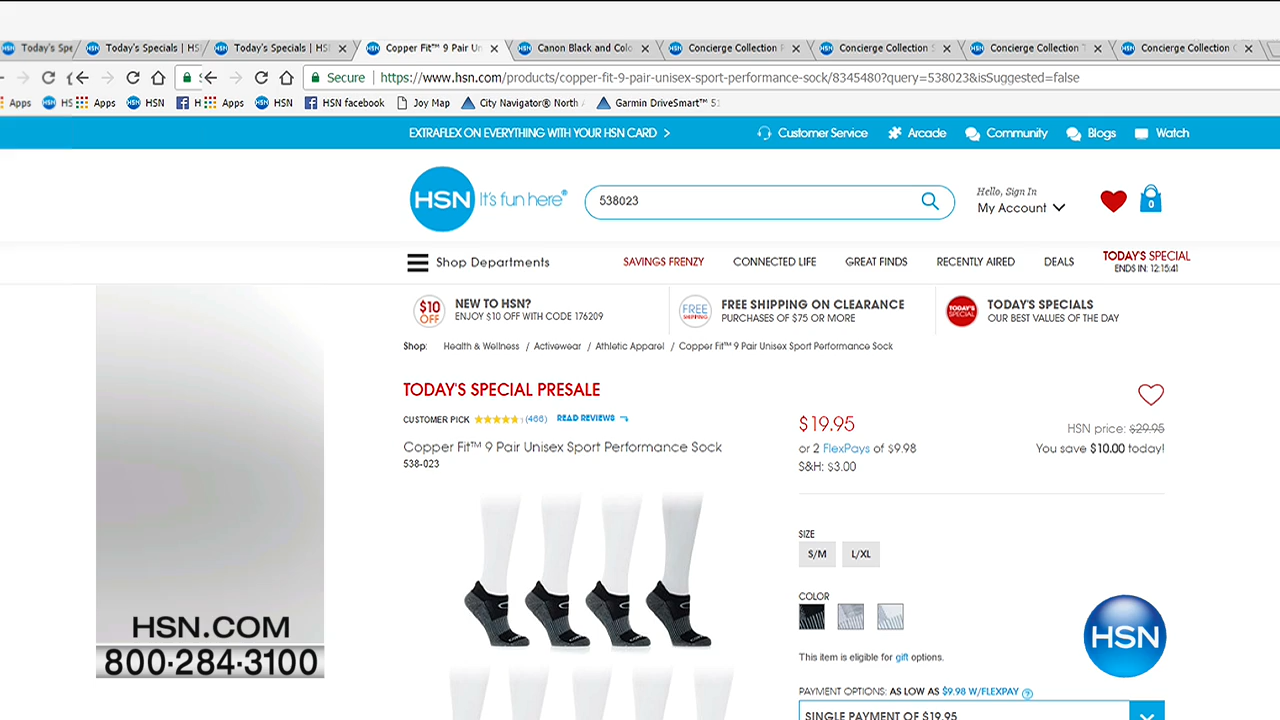 Today's Spe
Today's Specials | HS
Today's Specials | HSI
Copper Fit™ 9 Pair Un
Canon Black and Colo
Concierge Collection
Concierge Collection
Concierge Collection
Concierge Collection
Secure
https://www.hsn.com/products/copper-fit-9-pair-unisex-sport-performance-sock/8345480?query=538023&isSuggested=false
Apps HS Apps HSN H Apps HSN HSN facebook Joy Map City Navigator® North Garmin DriveSmart™ 5
EXTRAFLEX ON EVERYTHING WITH YOUR HSN CARD >
Customer Service Arcade Community Blogs Watch
HSN It's fun here®
538023
Hello, Sign In
My Account
0
Shop Departments
SAVINGS FRENZY CONNECTED LIFE GREAT FINDS RECENTLY AIRED DEALS
TODAY'S SPECIAL
ENDS IN: 12:15:41
$10 OFF
NEW TO HSN?
ENJOY $10 OFF WITH CODE 176209
FREE SHIPPING
FREE SHIPPING ON CLEARANCE
PURCHASES OF $75 OR MORE
TODAY'S SPECIAL
TODAY'S SPECIALS
OUR BEST VALUES OF THE DAY
Shop: Health & Wellness / Activewear / Athletic Apparel / Copper Fit™ 9 Pair Unisex Sport Performance Sock
TODAY'S SPECIAL PRESALE
CUSTOMER PICK (466) READ REVIEWS
Copper Fit™ 9 Pair Unisex Sport Performance Sock
538-023
$19.95
or 2 FlexPays of $9.98
S&H: $3.00
HSN price: $29.95
You save $10.00 today!
SIZE
S/M L/XL
COLOR
This item is eligible for gift options.
PAYMENT OPTIONS: AS LOW AS $9.98 W/FLEXPAY ?
SINGLE PAYMENT OF $19.95
HSN
HSN.COM
800·284·3100